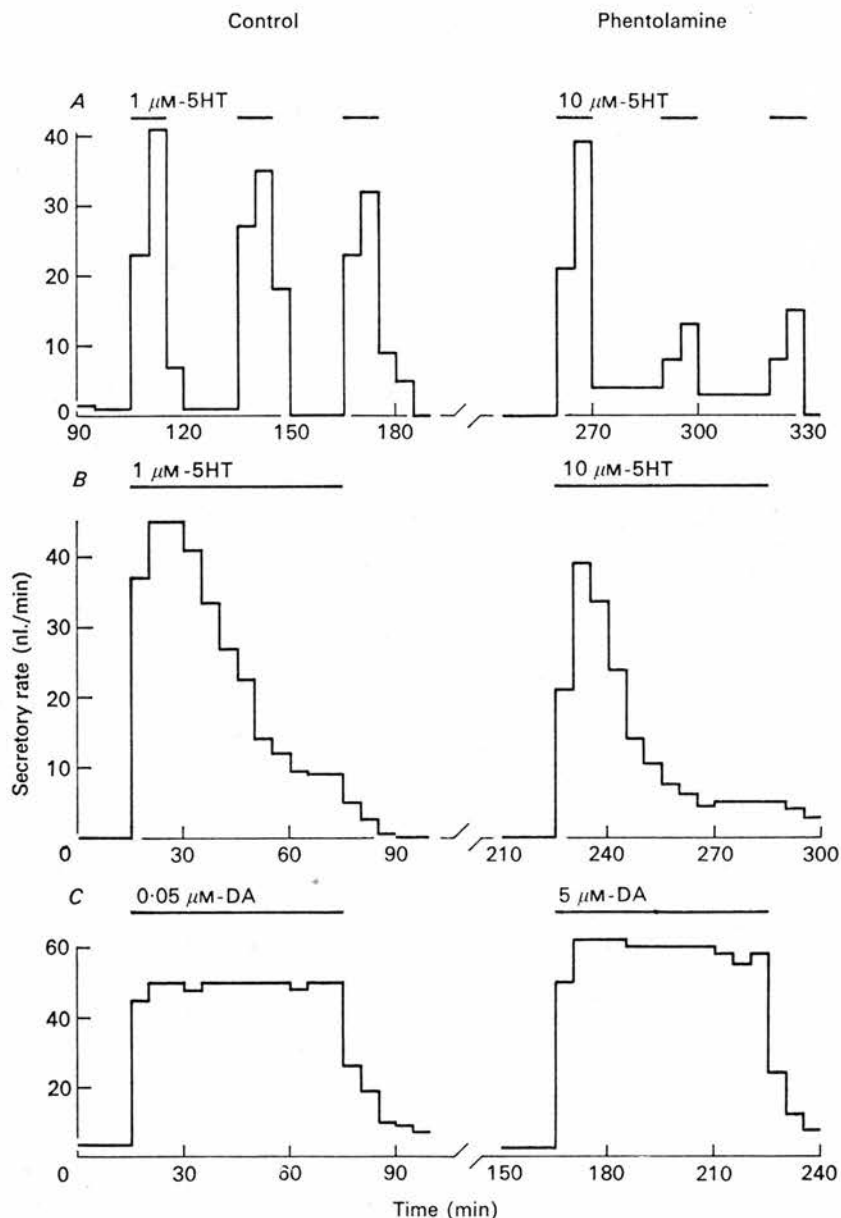 Control Phentolamine
A 1 μM-5HT 10 μM-5HT
40
30
20
10
0
90 120 150 180 270 300 330
B 1 μM-5HT 10 μM-5HT
40
30
20
10
0
30 60 90 210 240 270 300
Secretory rate (nl./min)
C 0·05 μM-DA 5 μM-DA
60
40
20
0
30 60 90 150 180 210 240
Time (min)